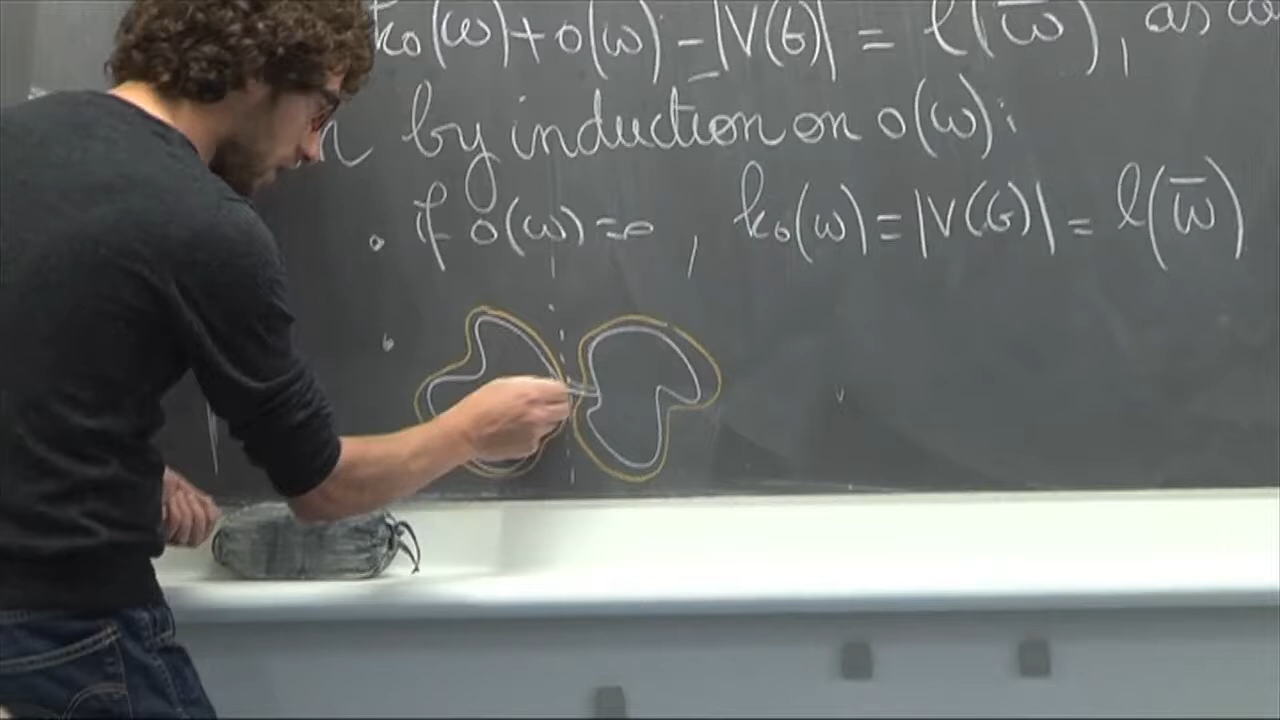 k₀(ω)+o(ω) - |V(G)| = l(ω̅), as
by induction on o(ω):
∘ if o(ω)=0, k₀(ω) = |V(G)| = l(ω̅)